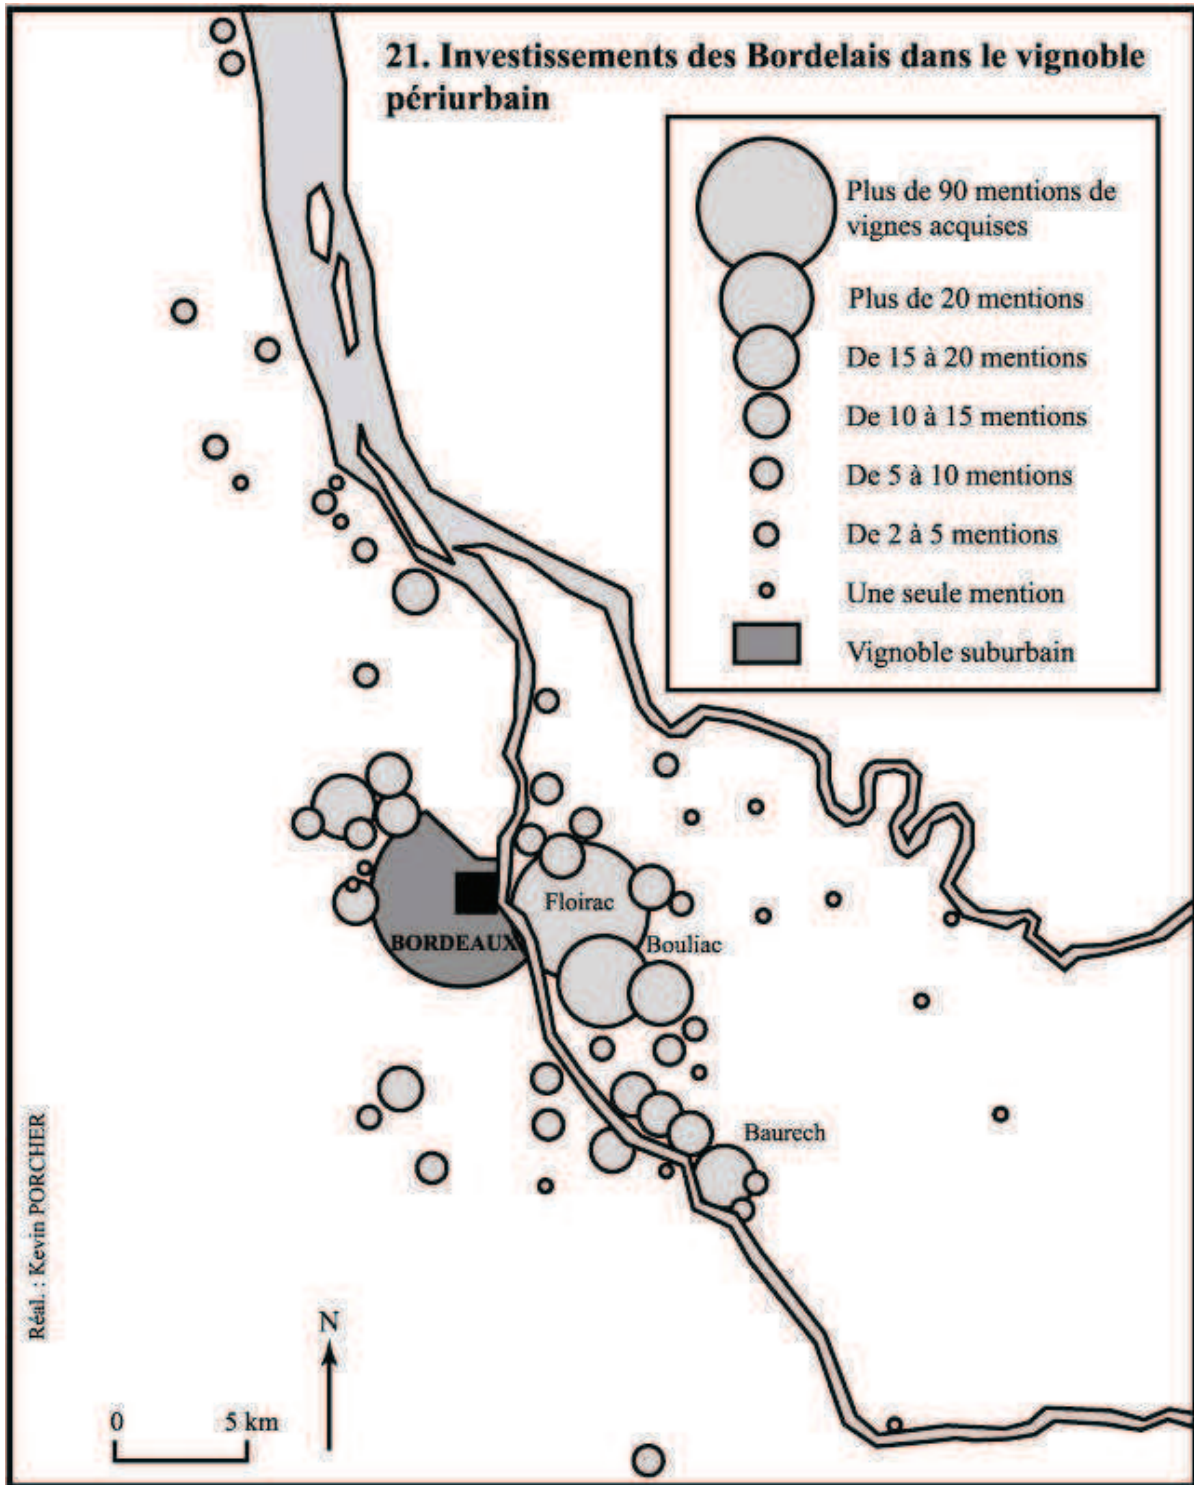 21. Investissements des Bordelais dans le vignoble
périurbain
Plus de 90 mentions de
vignes acquises
Plus de 20 mentions
De 15 à 20 mentions
De 10 à 15 mentions
De 5 à 10 mentions
De 2 à 5 mentions
Une seule mention
Vignoble suburbain
Floirac
BORDEAUX
Bouliac
Baurech
Réal. : Kevin PORCHER
N
0 5 km